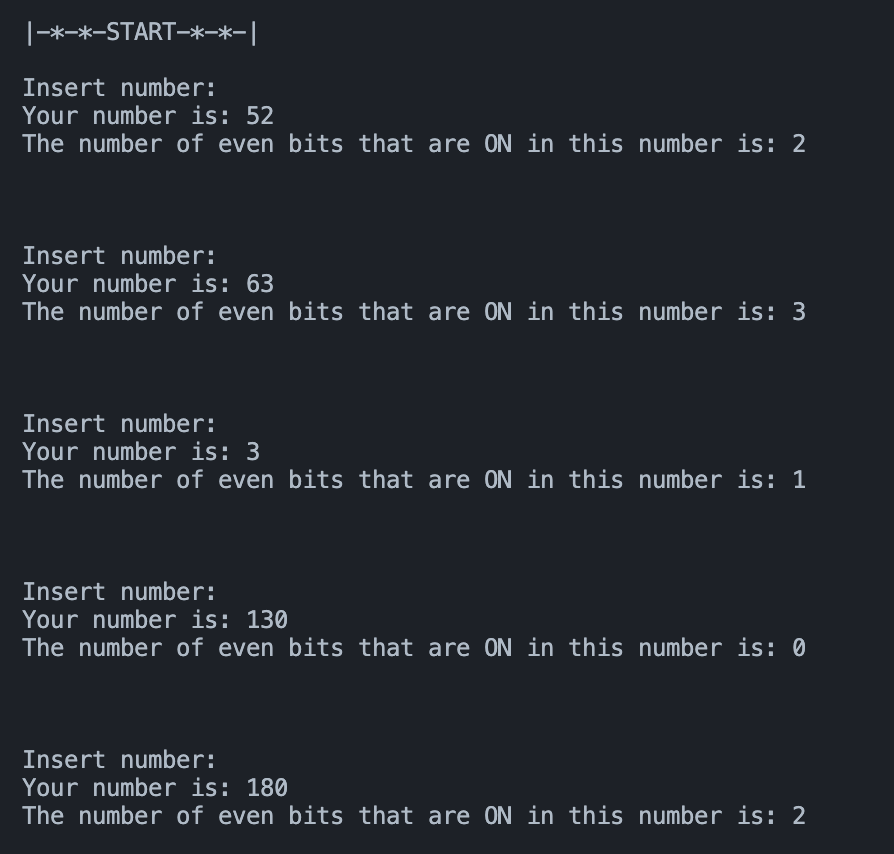 |-*-*-START-*-*-|
Insert number:
Your number is: 52
The number of even bits that are ON in this number is: 2
Insert number:
Your number is: 63
The number of even bits that are ON in this number is: 3
Insert number:
Your number is: 3
The number of even bits that are ON in this number is: 1
Insert number:
Your number is: 130
The number of even bits that are ON in this number is: 0
Insert number:
Your number is: 180
The number of even bits that are ON in this number is: 2